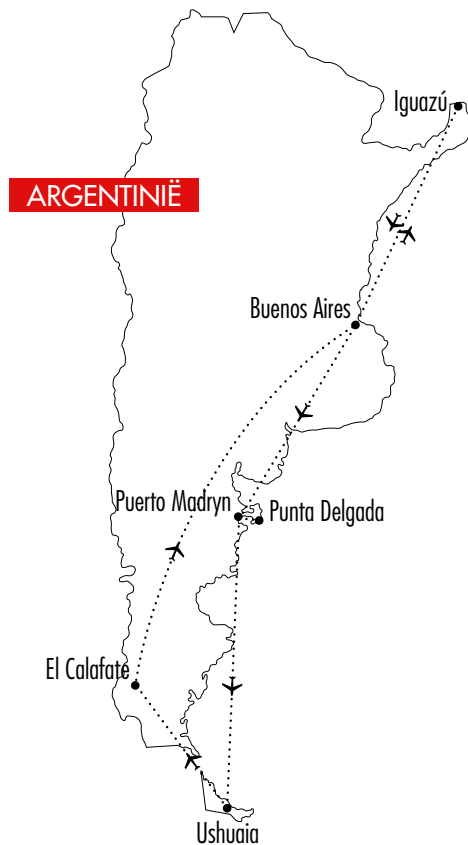 Iguazú
ARGENTINIË
Buenos Aires
Puerto Madryn
Punta Delgada
El Calafate
Ushuaia